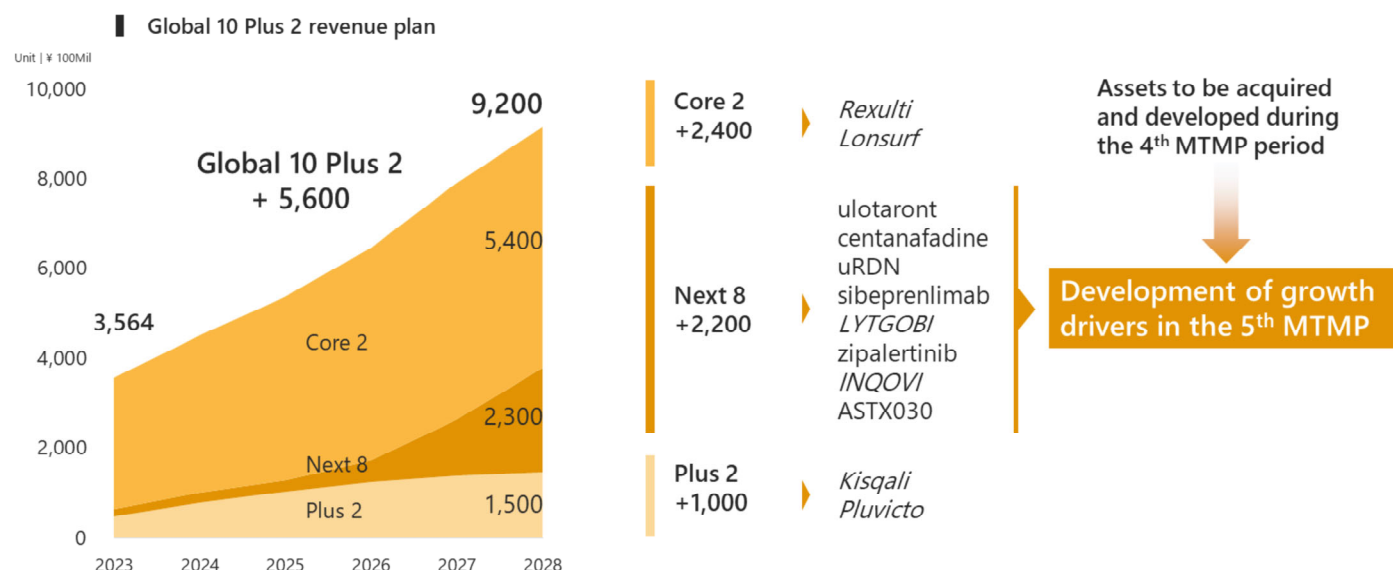 Global 10 Plus 2 revenue plan
Unit | ¥ 100Mil
10,000
8,000
6,000
4,000
2,000
0
2023
2024
2025
2026
2027
2028
3,564
Global 10 Plus 2
+ 5,600
9,200
5,400
Core 2
2,300
Next 8
1,500
Plus 2
Core 2
+2,400
Rexulti
Lonsurf
Next 8
+2,200
ulotaront
centanafadine
uRDN
sibeprenlimab
LYTGOBI
zipalertinib
INQOVI
ASTX030
Plus 2
+1,000
Kisqali
Pluvicto
Assets to be acquired
and developed during
the 4th MTMP period
Development of growth
drivers in the 5th MTMP